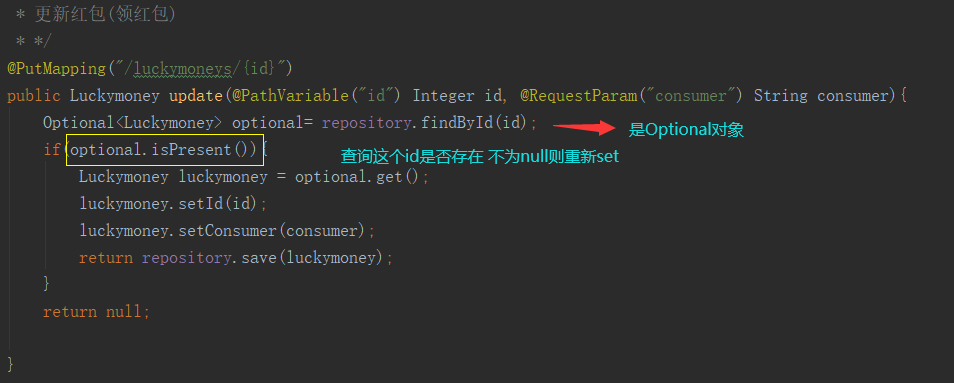 * 更新红包(领红包)
* */
@PutMapping("/luckymoneys/{id}")
public Luckymoney update(@PathVariable("id") Integer id, @RequestParam("consumer") String consumer){
Optional<Luckymoney> optional= repository.findById(id); 是Optional对象
if(optional.isPresent()){ 查询这个id是否存在 不为null则重新set
Luckymoney luckymoney = optional.get();
luckymoney.setId(id);
luckymoney.setConsumer(consumer);
return repository.save(luckymoney);
}
return null;
}